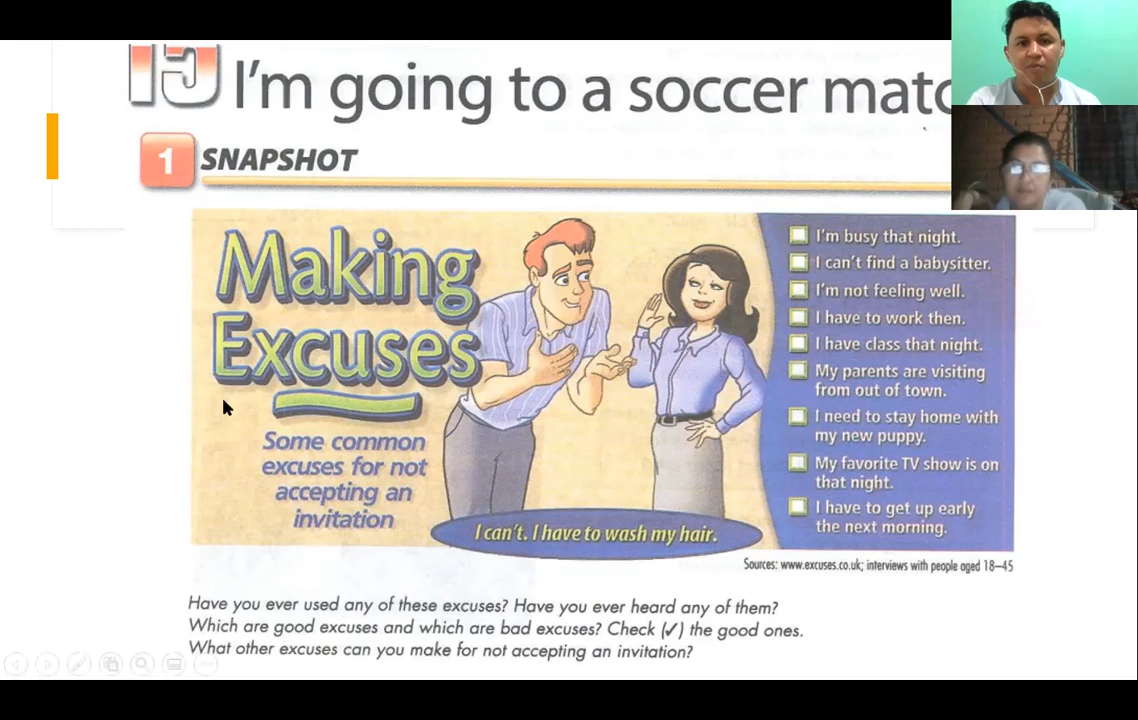 15 I'm going to a soccer matc
1 SNAPSHOT
Making
Excuses
Some common
excuses for not
accepting an
invitation
I can't. I have to wash my hair.
I'm busy that night.
I can't find a babysitter.
I'm not feeling well.
I have to work then.
I have class that night.
My parents are visiting
from out of town.
I need to stay home with
my new puppy.
My favorite TV show is on
that night.
I have to get up early
the next morning.
Sources: www.excuses.co.uk; interviews with people aged 18–45
Have you ever used any of these excuses? Have you ever heard any of them?
Which are good excuses and which are bad excuses? Check (✓) the good ones.
What other excuses can you make for not accepting an invitation?